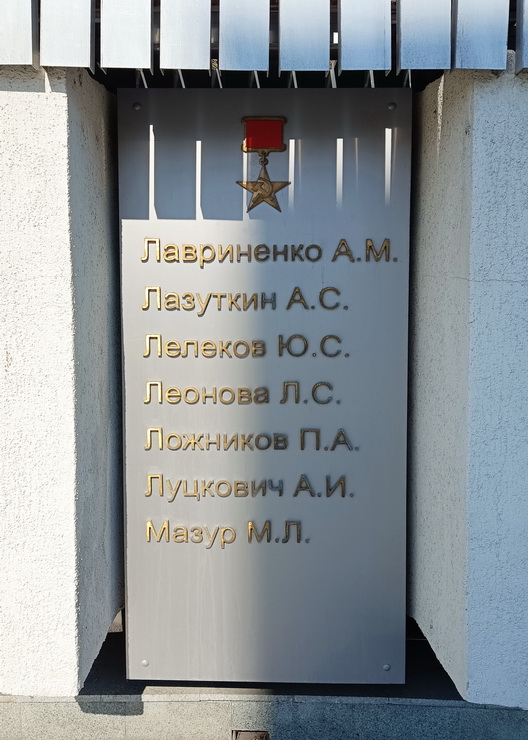 Лавриненко А.М.
Лазуткин А.С.
Лелеков Ю.С.
Леонова Л.С.
Ложников П.А.
Луцкович А.И.
Мазур М.Л.